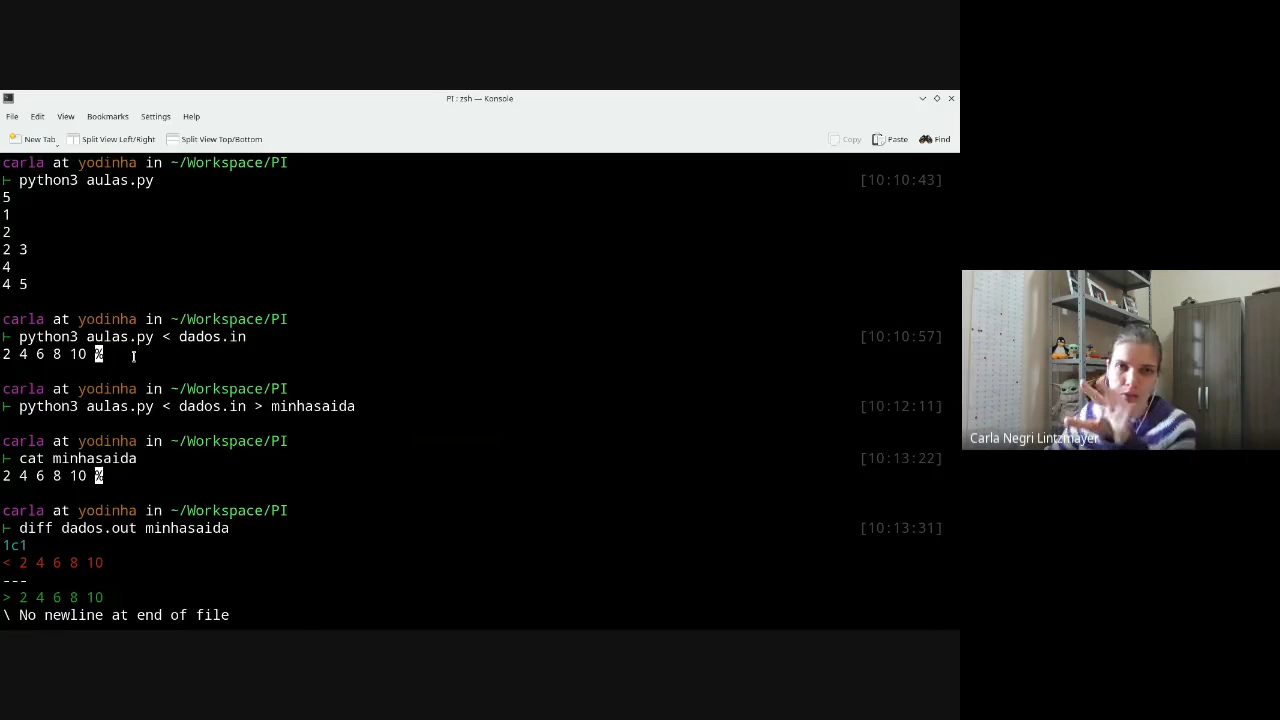 PI : zsh — Konsole
File Edit View Bookmarks Settings Help
New Tab Split View Left/Right Split View Top/Bottom Copy Paste Find
carla at yodinha in ~/Workspace/PI
⊢ python3 aulas.py [10:10:43]
5
1
2
2 3
4
4 5
carla at yodinha in ~/Workspace/PI
⊢ python3 aulas.py < dados.in [10:10:57]
2 4 6 8 10 %
carla at yodinha in ~/Workspace/PI
⊢ python3 aulas.py < dados.in > minhasaida [10:12:11]
carla at yodinha in ~/Workspace/PI
⊢ cat minhasaida [10:13:22]
2 4 6 8 10 %
carla at yodinha in ~/Workspace/PI
⊢ diff dados.out minhasaida [10:13:31]
1c1
< 2 4 6 8 10
---
> 2 4 6 8 10
\ No newline at end of file
Carla Negri Lintzmayer